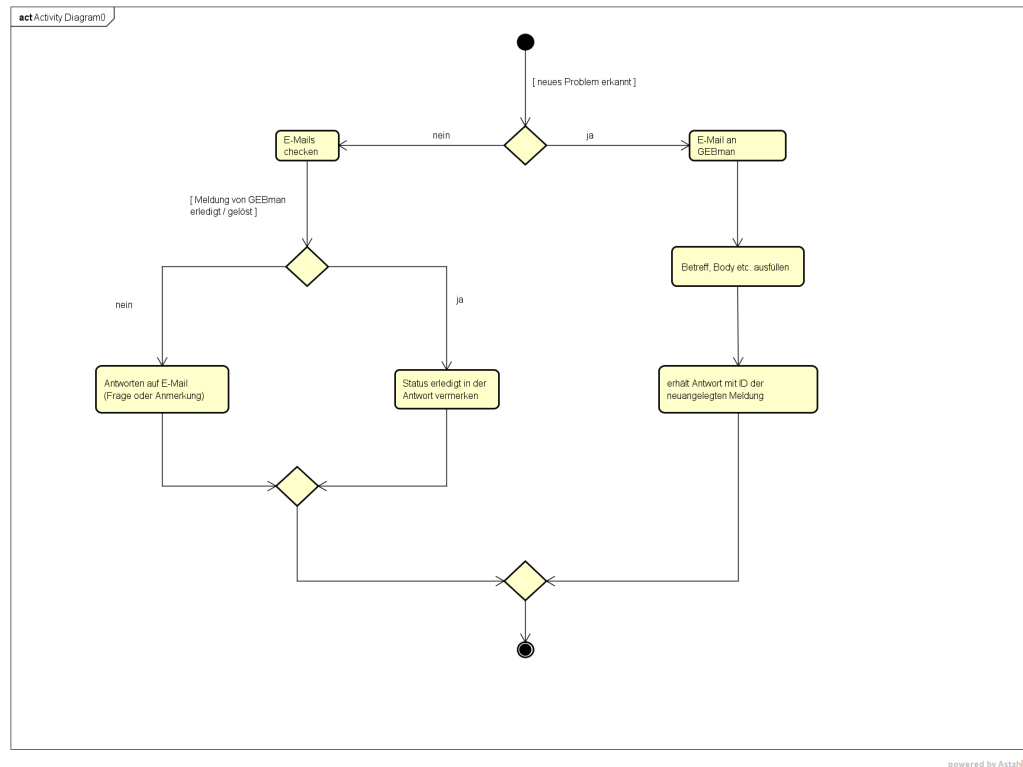 act Activity Diagram0
[ neues Problem erkannt ]
nein
ja
E-Mails
checken
E-Mail an
GEBman
[ Meldung von GEBman
erledigt / gelöst ]
Betreff, Body etc. ausfüllen
nein
ja
Antworten auf E-Mail
(Frage oder Anmerkung)
Status erledigt in der
Antwort vermerken
erhält Antwort mit ID der
neuangelegten Meldung
powered by Astah